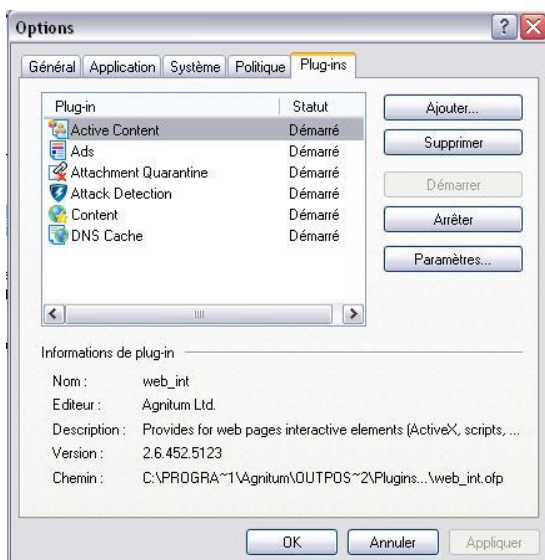 Options
Général Application Système Politique Plug-ins
Plug-in Statut
Active Content Démarré
Ads Démarré
Attachment Quarantine Démarré
Attack Detection Démarré
Content Démarré
DNS Cache Démarré
Ajouter...
Supprimer
Démarrer
Arrêter
Paramètres...
Informations de plug-in
Nom : web_int
Editeur : Agnitum Ltd.
Description : Provides for web pages interactive elements (ActiveX, scripts, ...
Version : 2.6.452.5123
Chemin : C:\PROGRA~1\Agnitum\OUTPOS~2\Plugins...\web_int.ofp
OK Annuler Appliquer